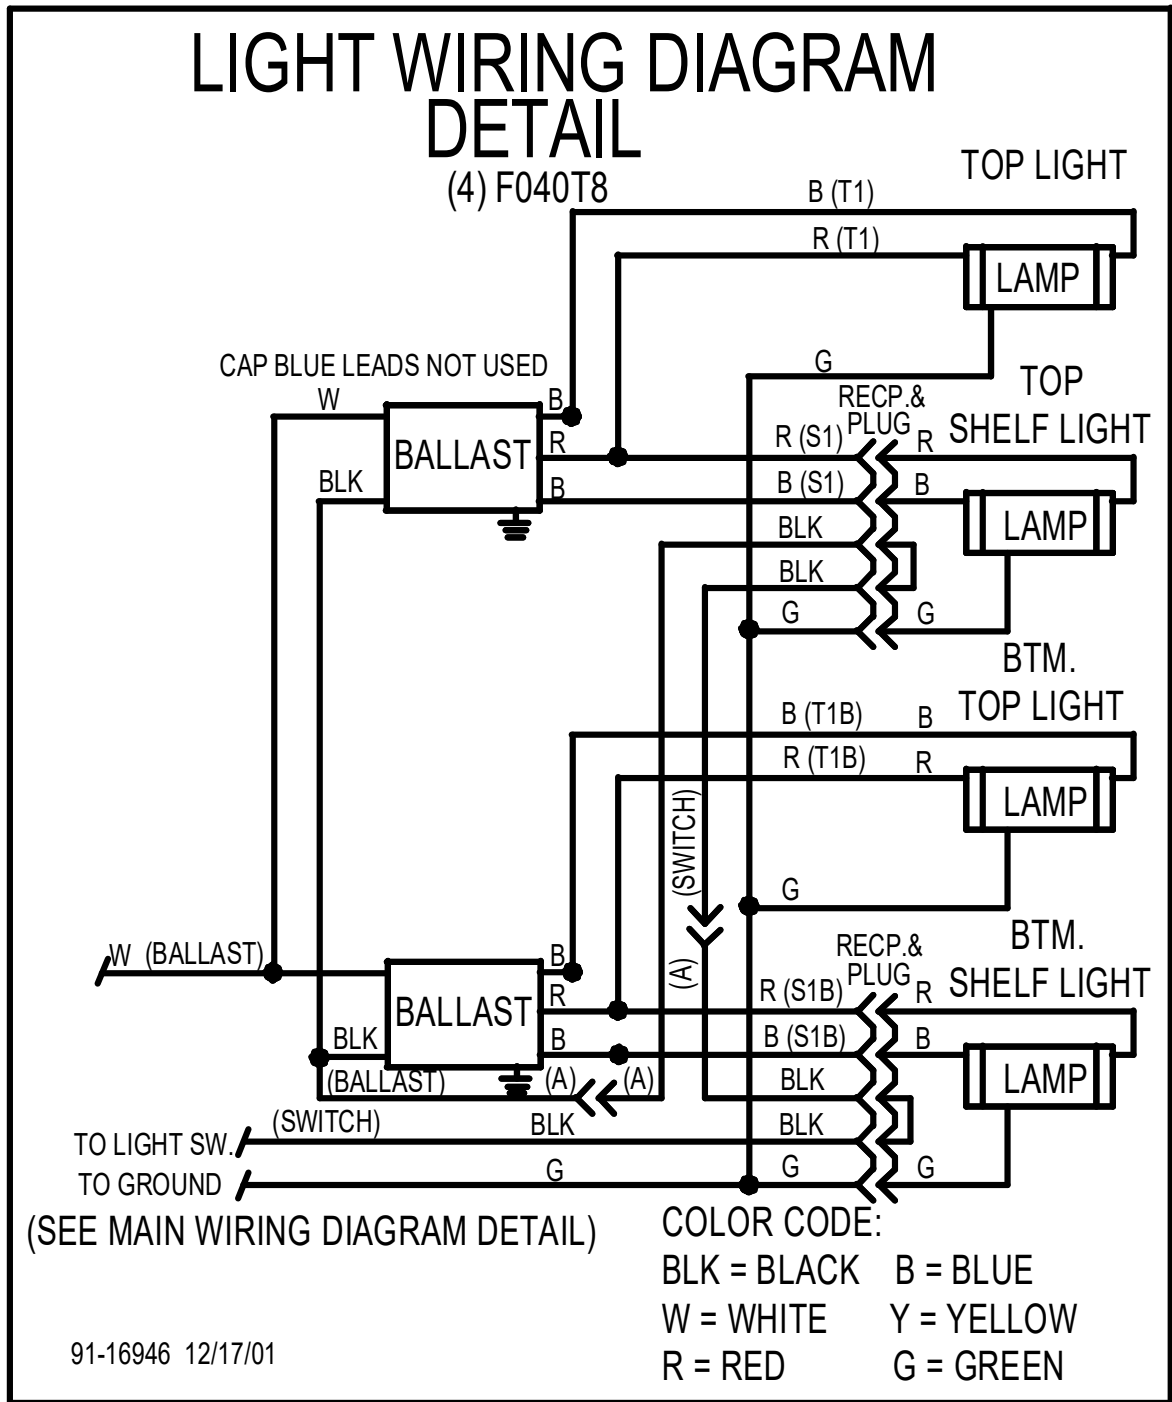 LIGHT WIRING DIAGRAM
DETAIL
(4) F040T8
TOP LIGHT
B (T1)
R (T1)
LAMP
CAP BLUE LEADS NOT USED
G
RECP.&
PLUG
TOP
SHELF LIGHT
W
B
BALLAST
R
R (S1)
R
BLK
B
B (S1)
B
LAMP
BLK
BLK
G
G
BTM.
TOP LIGHT
B (T1B)
B
R (T1B)
R
LAMP
(SWITCH)
G
BTM.
SHELF LIGHT
RECP.&
PLUG
W (BALLAST)
B
(A)
BALLAST
R
R (S1B)
R
BLK
B
B (S1B)
B
LAMP
(BALLAST)
(A)
(A)
BLK
(SWITCH)
BLK
BLK
TO LIGHT SW.
G
G
G
TO GROUND
(SEE MAIN WIRING DIAGRAM DETAIL)
COLOR CODE:
BLK = BLACK B = BLUE
W = WHITE Y = YELLOW
R = RED G = GREEN
91-16946 12/17/01